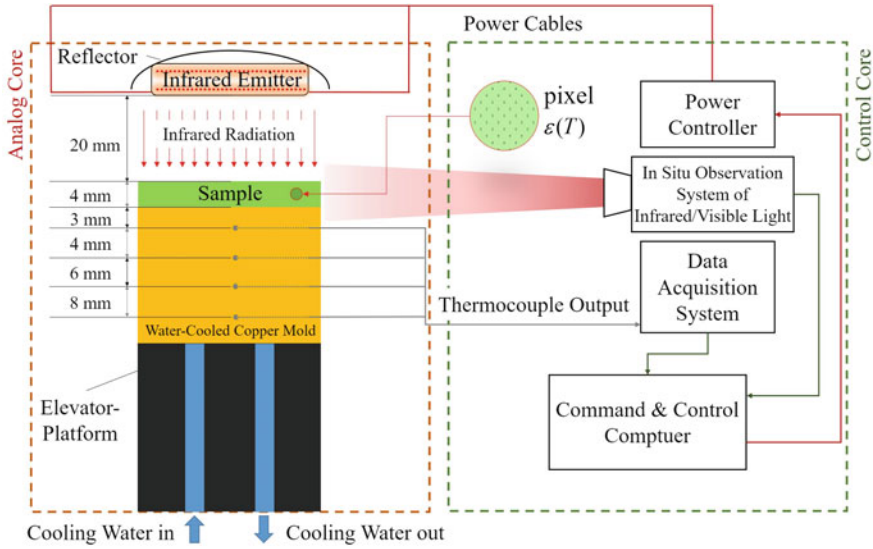 Power Cables
Analog Core
Control Core
Reflector
Infrared Emitter
20 mm
Infrared Radiation
pixel
ε(T)
Power
Controller
4 mm
Sample
In Situ Observation
System of
Infrared/Visible Light
3 mm
4 mm
6 mm
8 mm
Data
Acquisition
System
Thermocouple Output
Water-Cooled Copper Mold
Elevator-
Platform
Command & Control
Comptuer
Cooling Water in
Cooling Water out